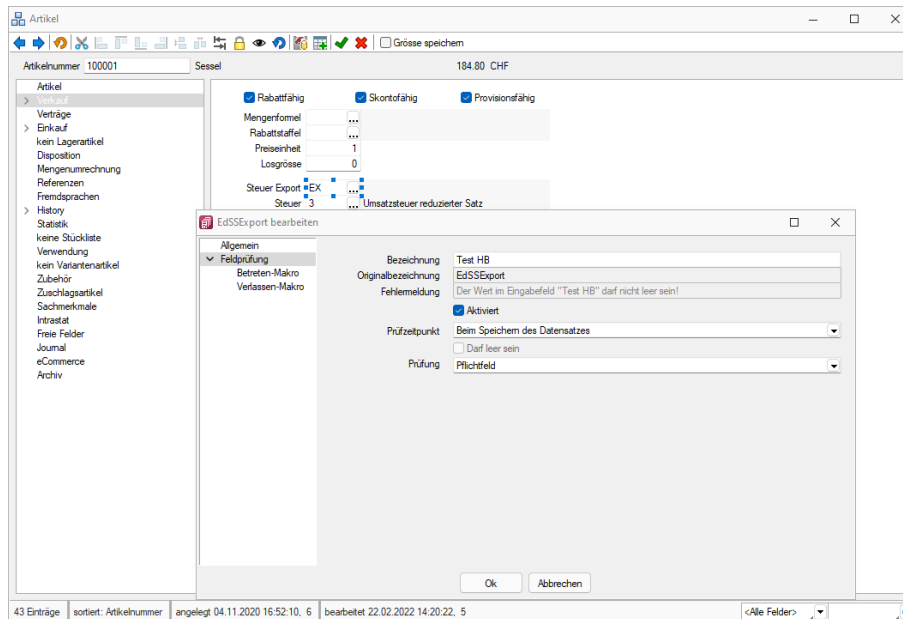 Artikel
Grösse speichern
Artikelnummer 100001 Sessel 184.80 CHF
Artikel
Verkauf
Verträge
Einkauf
kein Lagerartikel
Disposition
Mengenumrechnung
Referenzen
Fremdsprachen
History
Statistik
keine Stückliste
Verwendung
kein Variantenartikel
Zubehör
Zuschlagsartikel
Sachmerkmale
Intrastat
Freie Felder
Journal
eCommerce
Archiv
Rabattfähig Skontofähig Provisionsfähig
Mengenformel ...
Rabattstaffel ...
Preiseinheit 1
Losgrösse 0
Steuer Export EX ...
Steuer 3 ... Umsatzsteuer reduzierter Satz
EdSSExport bearbeiten
Allgemein
Feldprüfung
Betreten-Makro
Verlassen-Makro
Bezeichnung Test HB
Originalbezeichnung EdSSExport
Fehlermeldung Der Wert im Eingabefeld "Test HB" darf nicht leer sein!
Aktiviert
Prüfzeitpunkt Beim Speichern des Datensatzes
Darf leer sein
Prüfung Pflichtfeld
Ok Abbrechen
43 Einträge sortiert: Artikelnummer angelegt 04.11.2020 16:52:10, 6 bearbeitet 22.02.2022 14:20:22, 5 <Alle Felder>